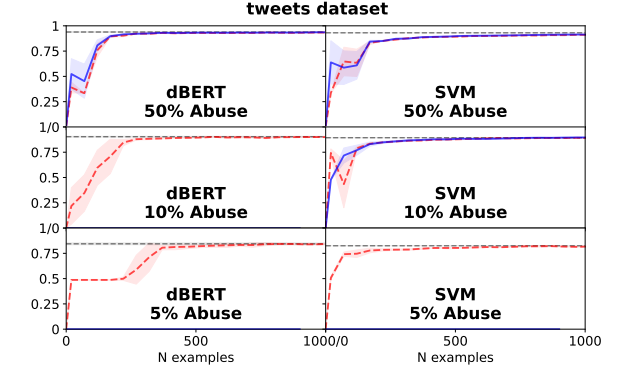 tweets dataset
1
0.75
0.5
0.25
1/0
0.75
0.5
0.25
1/0
0.75
0.5
0.25
0
dBERT
50% Abuse
SVM
50% Abuse
dBERT
10% Abuse
SVM
10% Abuse
dBERT
5% Abuse
SVM
5% Abuse
0 500 1000/0 500 1000
N examples N examples